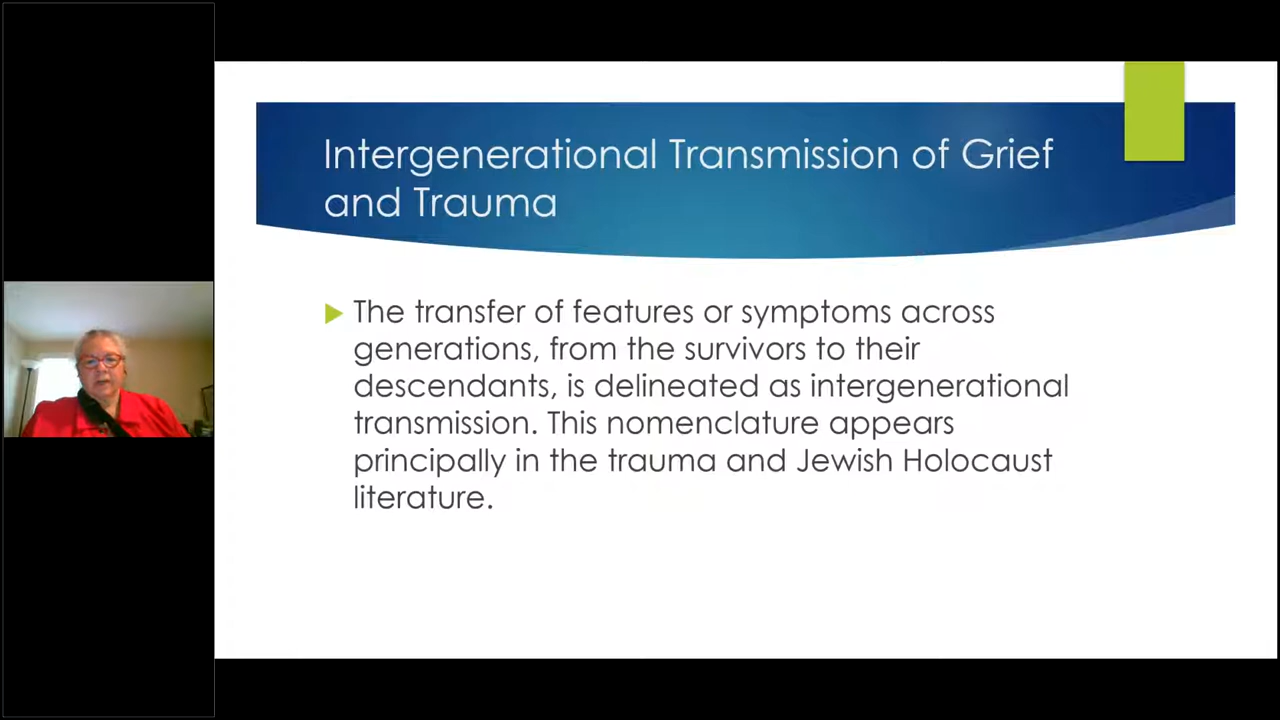 Intergenerational Transmission of Grief
and Trauma
The transfer of features or symptoms across
generations, from the survivors to their
descendants, is delineated as intergenerational
transmission. This nomenclature appears
principally in the trauma and Jewish Holocaust
literature.